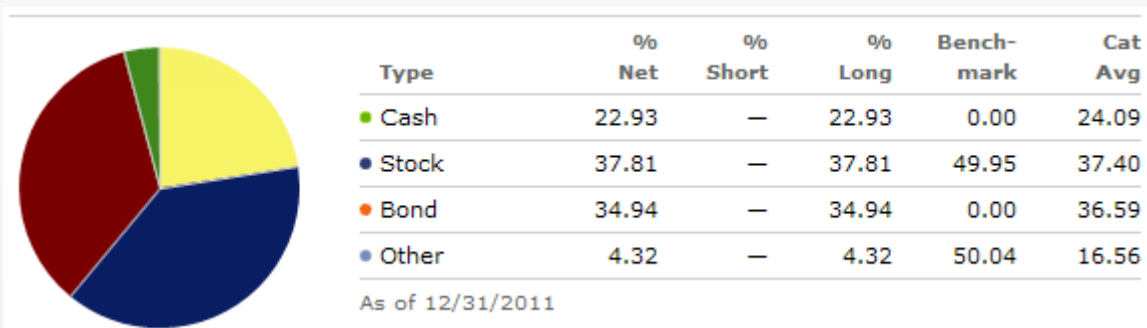 % % % Bench- Cat
Type Net Short Long mark Avg
Cash 22.93 — 22.93 0.00 24.09
Stock 37.81 — 37.81 49.95 37.40
Bond 34.94 — 34.94 0.00 36.59
Other 4.32 — 4.32 50.04 16.56
As of 12/31/2011